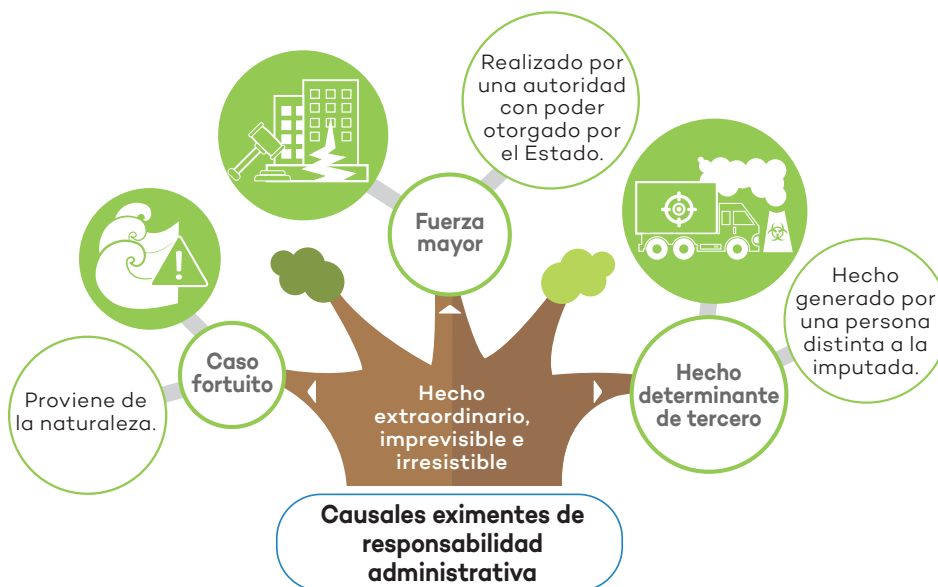 Realizado por
una autoridad
con poder
otorgado por
el Estado.
Fuerza
mayor
Hecho
generado por
una persona
distinta a la
imputada.
Caso
fortuito
Hecho
determinante
de tercero
Proviene de
la naturaleza.
Hecho
extraordinario,
imprevisible e
irresistible
Causales eximentes de
responsabilidad
administrativa